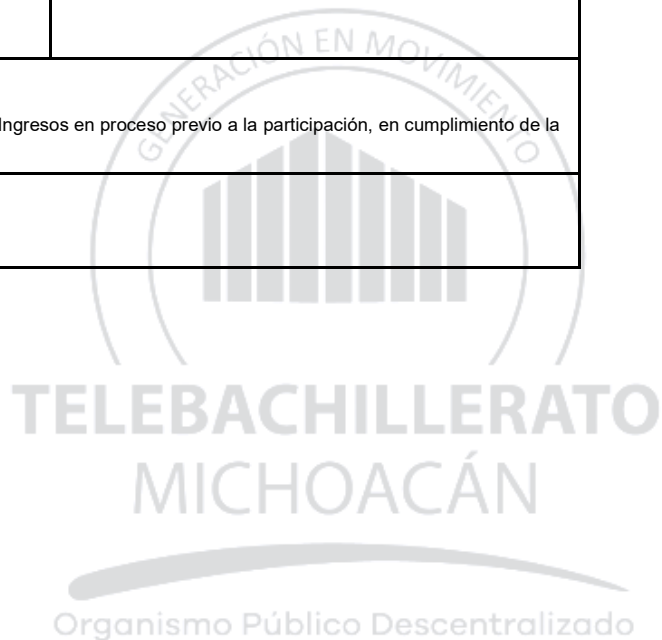 GENERACIÓN EN MOVIMIENTO
Ingresos en proceso previo a la participación, en cumplimiento de la
TELEBACHILLERATO
MICHOACÁN
Organismo Público Descentralizado